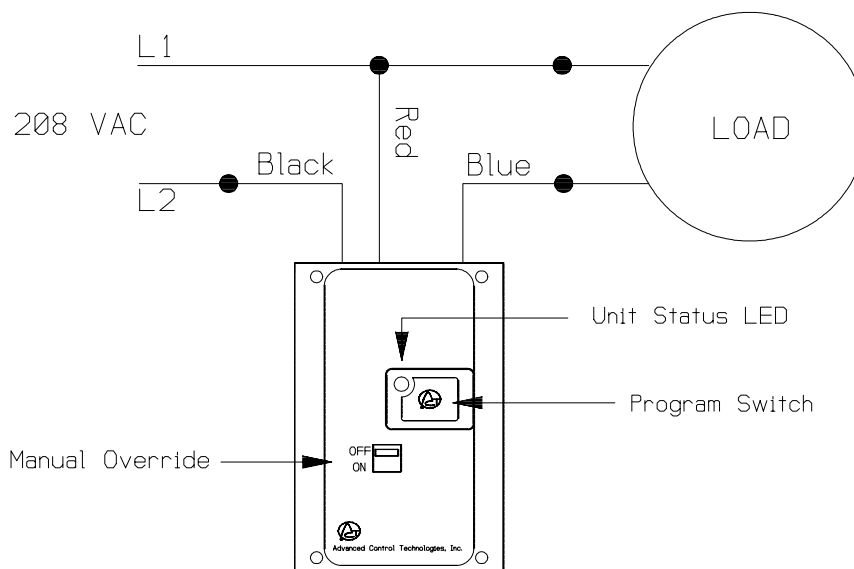 L1
208 VAC
Red
LOAD
Black
Blue
L2
Unit Status LED
Program Switch
Manual Override
OFF
ON
Advanced Control Technologies, Inc.